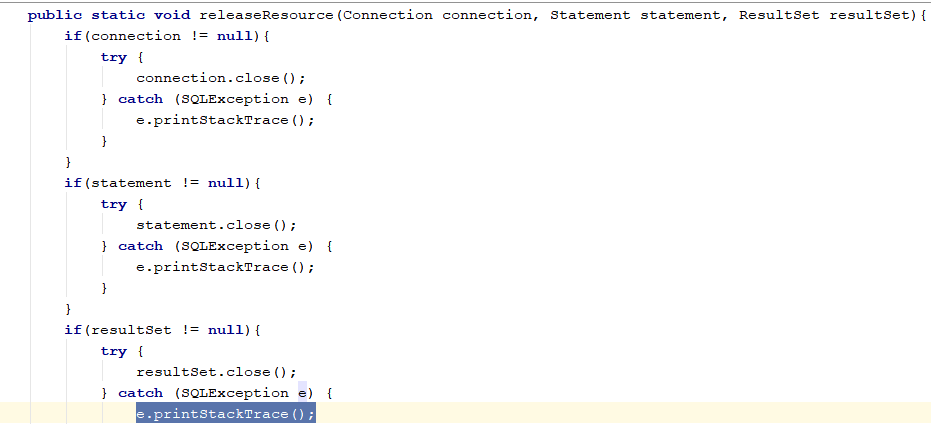 public static void releaseResource(Connection connection, Statement statement, ResultSet resultSet){
if(connection != null){
try {
connection.close();
} catch (SQLException e) {
e.printStackTrace();
}
}
if(statement != null){
try {
statement.close();
} catch (SQLException e) {
e.printStackTrace();
}
}
if(resultSet != null){
try {
resultSet.close();
} catch (SQLException e) {
e.printStackTrace();